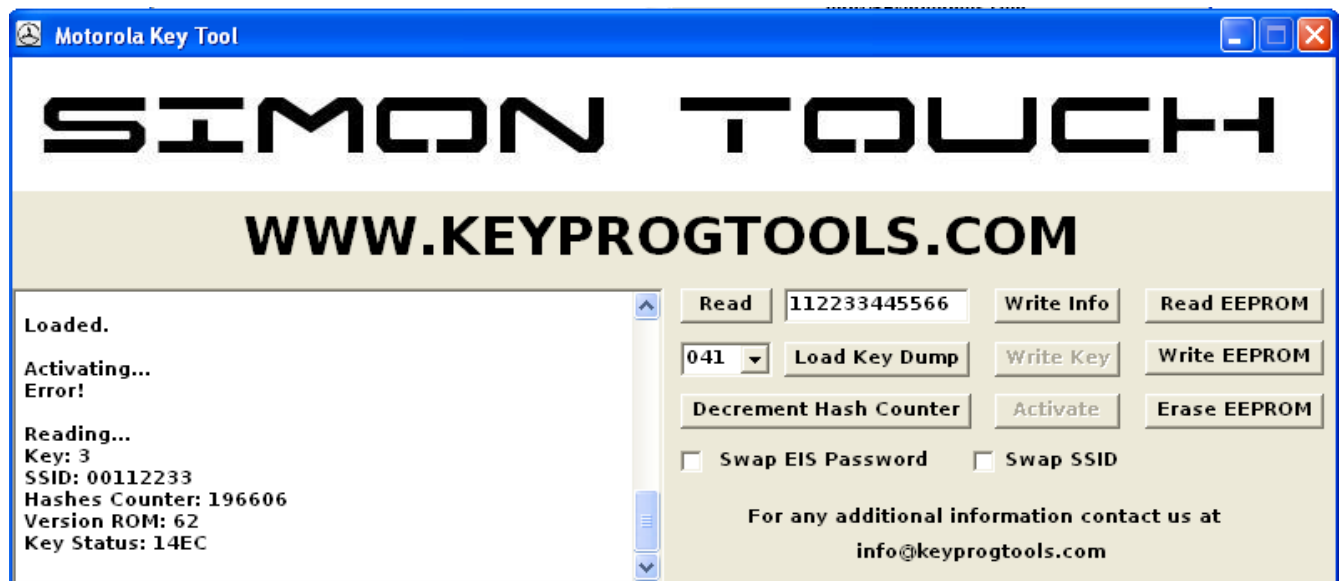 Motorola Key Tool
SIMON TOUCH
WWW.KEYPROGTOOLS.COM
Loaded.
Activating...
Error!
Reading...
Key: 3
SSID: 00112233
Hashes Counter: 196606
Version ROM: 62
Key Status: 14EC
Read 112233445566 Write Info Read EEPROM
041 Load Key Dump Write Key Write EEPROM
Decrement Hash Counter Activate Erase EEPROM
Swap EIS Password Swap SSID
For any additional information contact us at
info@keyprogtools.com